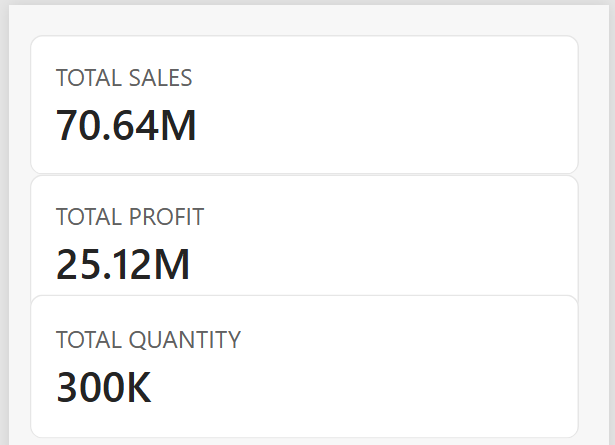 TOTAL SALES
70.64M
TOTAL PROFIT
25.12M
TOTAL QUANTITY
300K